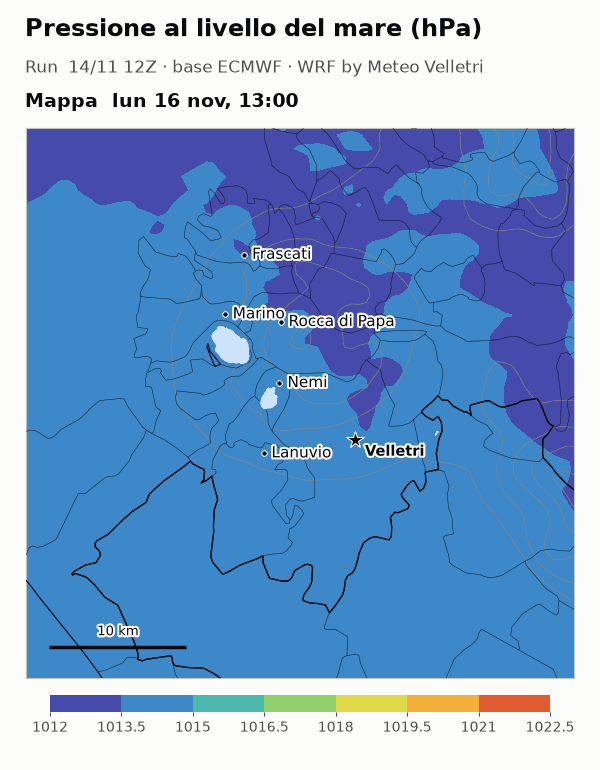 Pressione al livello del mare (hPa)
Run 14/11 12Z · base ECMWF · WRF by Meteo Velletri
Mappa lun 16 nov, 13:00
Frascati
Marino
Rocca di Papa
Nemi
Velletri
Lanuvio
10 km
1012 1013.5 1015 1016.5 1018 1019.5 1021 1022.5